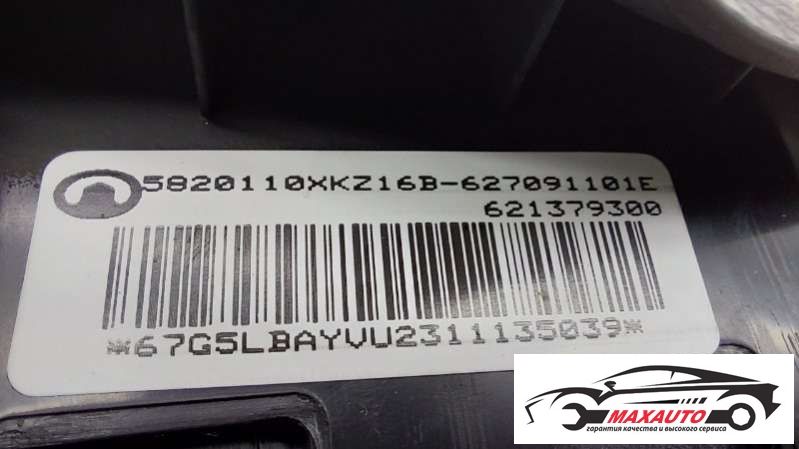 5820110XKZ16B-627091101E
621379300
*67G5LBAYVU2311135039*
MAXAUTO
гарантия качества и высокого сервиса